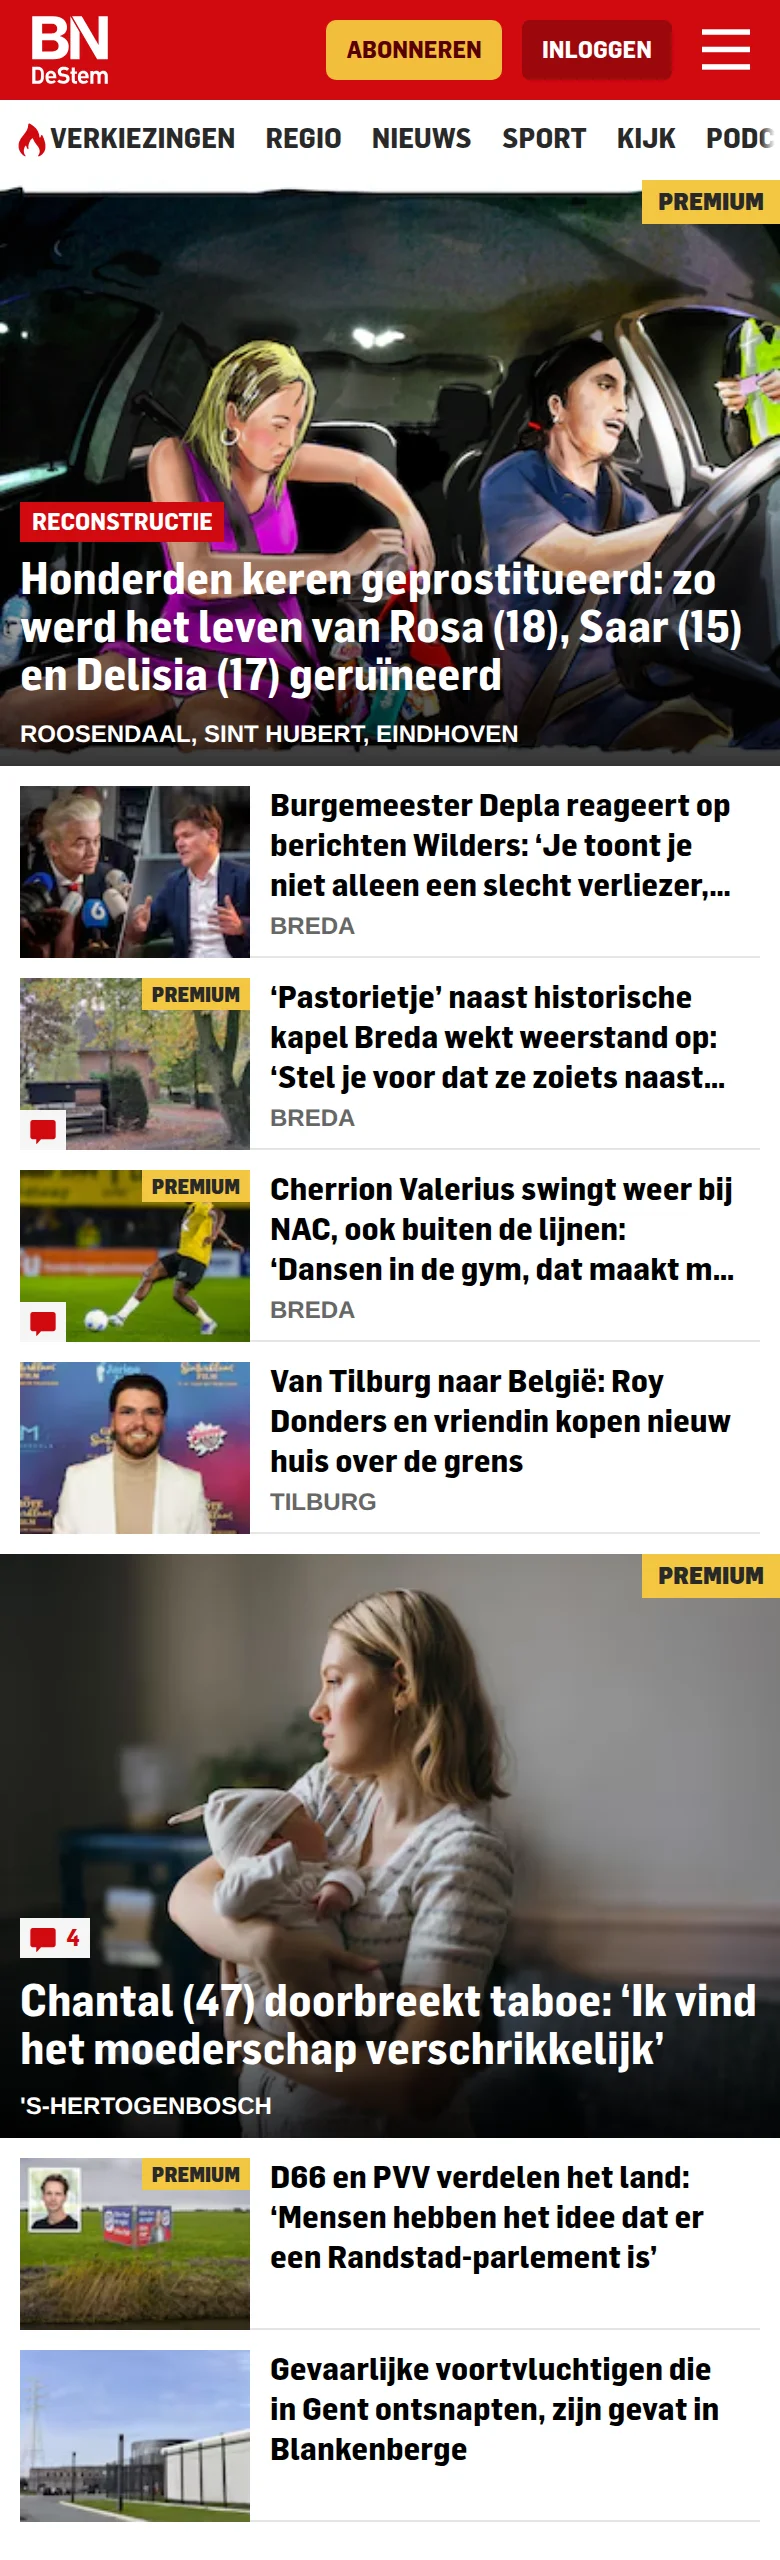 BN
DeStem
ABONNEREN
INLOGGEN
VERKIEZINGEN REGIO NIEUWS SPORT KIJK PODC
PREMIUM
RECONSTRUCTIE
Honderden keren geprostitueerd: zo
werd het leven van Rosa (18), Saar (15)
en Delisia (17) geruïneerd
ROOSENDAAL, SINT HUBERT, EINDHOVEN
6
Burgemeester Depla reageert op
berichten Wilders: ‘Je toont je
niet alleen een slecht verliezer,...
BREDA
PREMIUM
‘Pastorietje’ naast historische
kapel Breda wekt weerstand op:
‘Stel je voor dat ze zoiets naast...
BREDA
PREMIUM
Cherrion Valerius swingt weer bij
NAC, ook buiten de lijnen:
‘Dansen in de gym, dat maakt m...
BREDA
Van Tilburg naar België: Roy
Donders en vriendin kopen nieuw
huis over de grens
TILBURG
PREMIUM
4
Chantal (47) doorbreekt taboe: ‘Ik vind
het moederschap verschrikkelijk’
'S-HERTOGENBOSCH
PREMIUM
D66 en PVV verdelen het land:
‘Mensen hebben het idee dat er
een Randstad-parlement is’
Gevaarlijke voortvluchtigen die
in Gent ontsnapten, zijn gevat in
Blankenberge